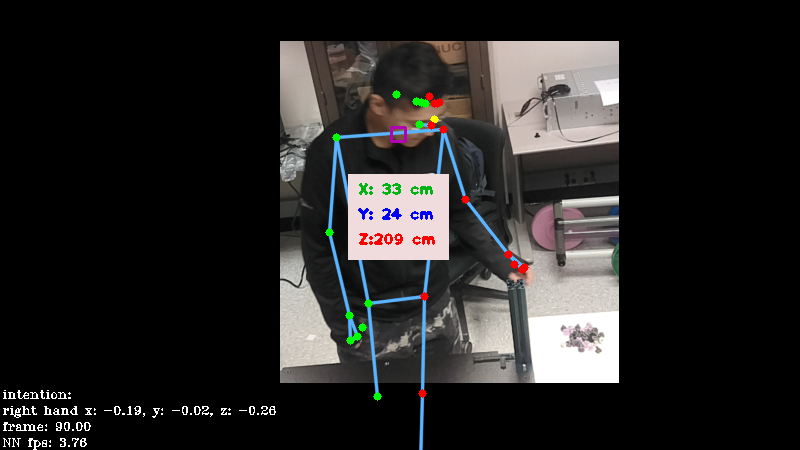 NUC
X: 33 cm
Y: 24 cm
Z:209 cm
intention:
right hand x: -0.19, y: -0.02, z: -0.26
frame: 90.00
NN fps: 3.76